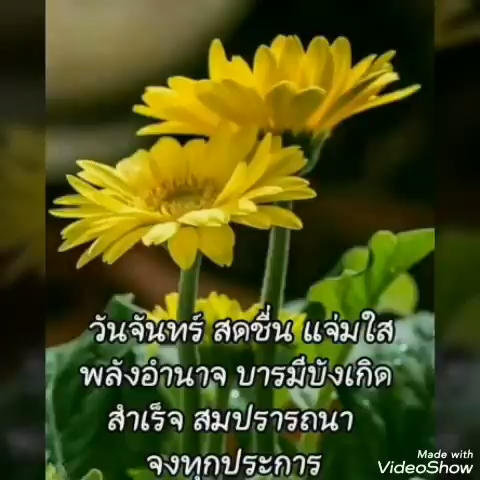 วันจันทร์ สดชื่น แจ่มใส
พลังอำนาจ บารมีบังเกิด
สำเร็จ สมปรารถนา
จงทุกประการ
Made with
VideoShow